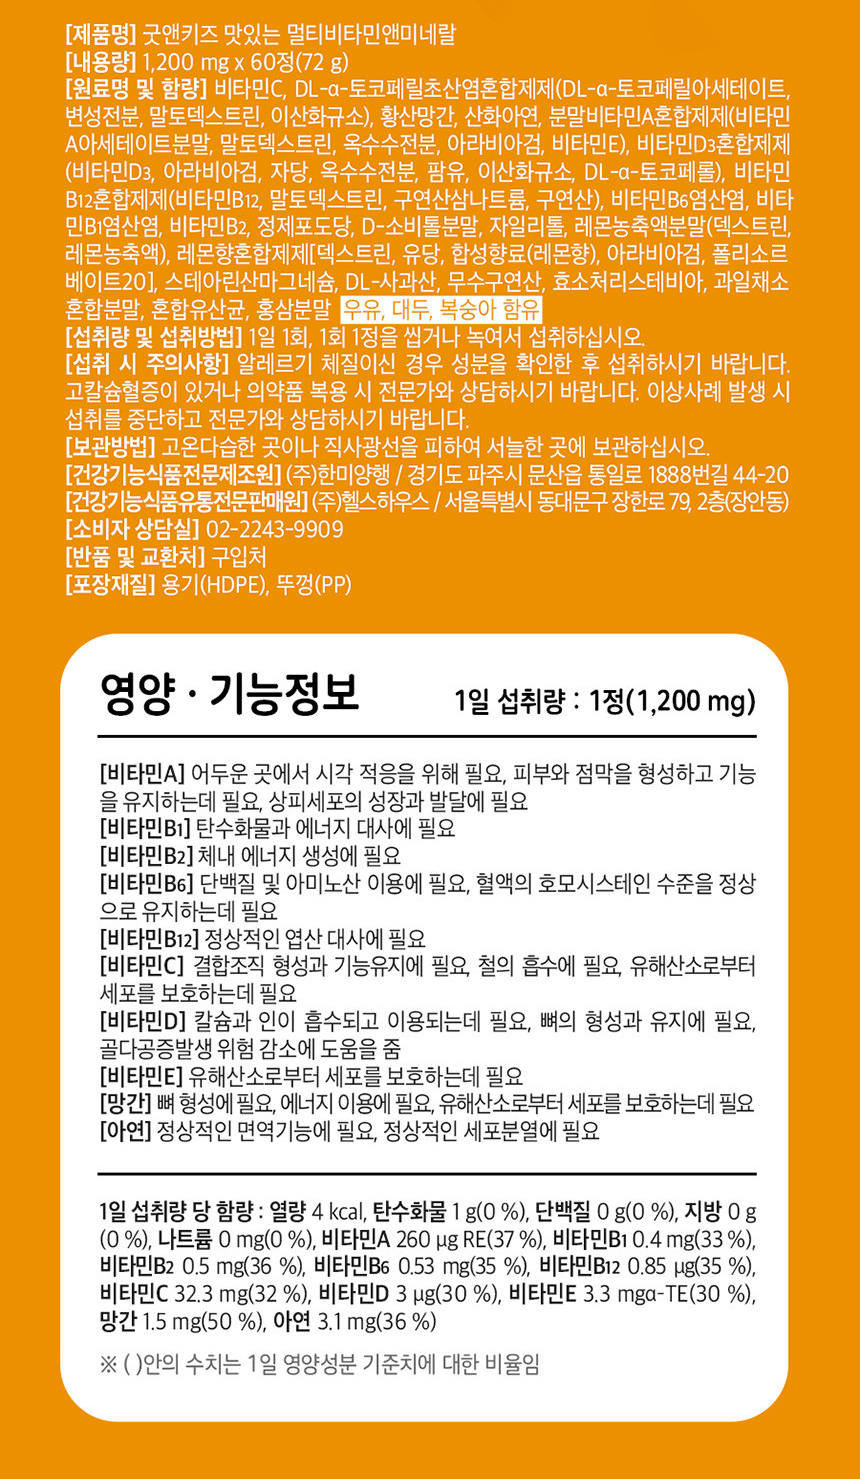 [제품명] 굿앤키즈 맛있는 멀티비타민앤미네랄
[내용량] 1,200 mg x 60정(72 g)
[원료명 및 함량] 비타민C, DL-α-토코페릴초산염혼합제제(DL-α-토코페릴아세테이트,
변성전분, 말토덱스트린, 이산화규소), 황산망간, 산화아연, 분말비타민A혼합제제(비타민
A아세테이트분말, 말토덱스트린, 옥수수전분, 아라비아검, 비타민E), 비타민D3혼합제제
(비타민D3, 아라비아검, 자당, 옥수수전분, 팜유, 이산화규소, DL-α-토코페롤), 비타민
B12혼합제제(비타민B12, 말토덱스트린, 구연산삼나트륨, 구연산), 비타민B6염산염, 비타
민B1염산염, 비타민B2, 정제포도당, D-소비톨분말, 자일리톨, 레몬농축액분말(덱스트린,
레몬농축액), 레몬향혼합제제[덱스트린, 유당, 합성향료(레몬향), 아라비아검, 폴리소르
베이트20], 스테아린산마그네슘, DL-사과산, 무수구연산, 효소처리스테비아, 과일채소
혼합분말, 혼합유산균, 홍삼분말 우유, 대두, 복숭아 함유
[섭취량 및 섭취방법] 1일 1회, 1회 1정을 씹거나 녹여서 섭취하십시오.
[섭취 시 주의사항] 알레르기 체질이신 경우 성분을 확인한 후 섭취하시기 바랍니다.
고칼슘혈증이 있거나 의약품 복용 시 전문가와 상담하시기 바랍니다. 이상사례 발생 시
섭취를 중단하고 전문가와 상담하시기 바랍니다.
[보관방법] 고온다습한 곳이나 직사광선을 피하여 서늘한 곳에 보관하십시오.
[건강기능식품전문제조원] (주)한미양행 / 경기도 파주시 문산읍 통일로 1888번길 44-20
[건강기능식품유통전문판매원] (주)헬스하우스 / 서울특별시 동대문구 장한로 79, 2층(장안동)
[소비자 상담실] 02-2243-9909
[반품 및 교환처] 구입처
[포장재질] 용기(HDPE), 뚜껑(PP)
영양 · 기능정보
1일 섭취량 : 1정(1,200 mg)
[비타민A] 어두운 곳에서 시각 적응을 위해 필요, 피부와 점막을 형성하고 기능
을 유지하는데 필요, 상피세포의 성장과 발달에 필요
[비타민B1] 탄수화물과 에너지 대사에 필요
[비타민B2] 체내 에너지 생성에 필요
[비타민B6] 단백질 및 아미노산 이용에 필요, 혈액의 호모시스테인 수준을 정상
으로 유지하는데 필요
[비타민B12] 정상적인 엽산 대사에 필요
[비타민C] 결합조직 형성과 기능유지에 필요, 철의 흡수에 필요, 유해산소로부터
세포를 보호하는데 필요
[비타민D] 칼슘과 인이 흡수되고 이용되는데 필요, 뼈의 형성과 유지에 필요,
골다공증발생 위험 감소에 도움을 줌
[비타민E] 유해산소로부터 세포를 보호하는데 필요
[망간] 뼈 형성에 필요, 에너지 이용에 필요, 유해산소로부터 세포를 보호하는데 필요
[아연] 정상적인 면역기능에 필요, 정상적인 세포분열에 필요
1일 섭취량 당 함량 : 열량 4 kcal, 탄수화물 1 g(0 %), 단백질 0 g(0 %), 지방 0 g
(0 %), 나트륨 0 mg(0 %), 비타민A 260 μg RE(37 %), 비타민B1 0.4 mg(33 %),
비타민B2 0.5 mg(36 %), 비타민B6 0.53 mg(35 %), 비타민B12 0.85 μg(35 %),
비타민C 32.3 mg(32 %), 비타민D 3 μg(30 %), 비타민E 3.3 mgα-TE(30 %),
망간 1.5 mg(50 %), 아연 3.1 mg(36 %)
※ ( )안의 수치는 1일 영양성분 기준치에 대한 비율임